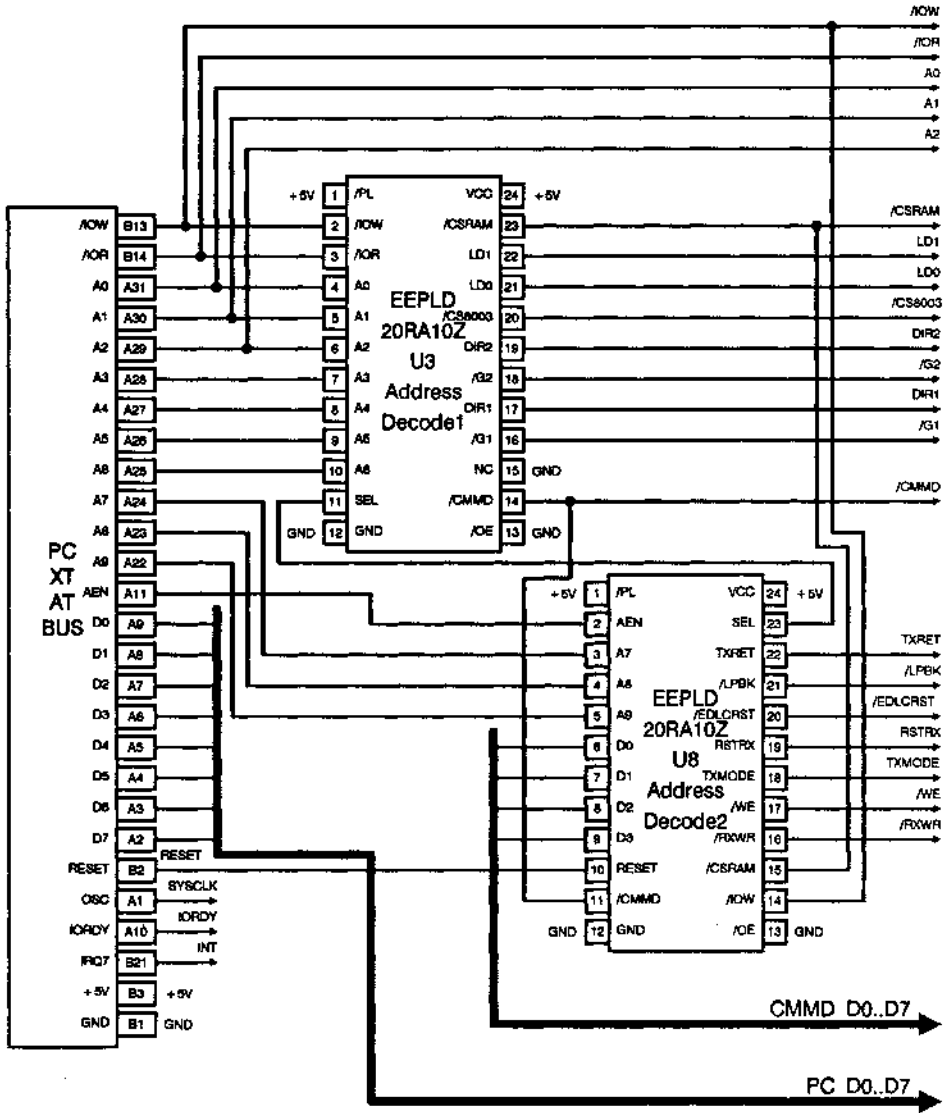 /IOW
/IOR
A0
A1
A2
+5V 1 /PL VCC 24 +5V
/IOW B13 2 /IOW /CSRAM 23 /CSRAM
/IOR B14 3 /IOR LD1 22 LD1
A0 A31 4 A0 LD0 21 LD0
A1 A30 5 A1 /CS8003 20 /CS8003
A2 A29 6 A2 DIR2 19 DIR2
A3 A28 7 A3 /G2 18 /G2
A4 A27 8 A4 DIR1 17 DIR1
A5 A26 9 A5 /G1 16 /G1
A6 A25 10 A6 NC 15 GND
A7 A24 11 SEL /CMMD 14 /CMMD
A8 A23 GND 12 GND /OE 13 GND
EEPLD
20RA10Z
U3
Address
Decode1
A9 A22
AEN A11
D0 A9
D1 A8
D2 A7
D3 A6
D4 A5
D5 A4
D6 A3
D7 A2
RESET B2 RESET
OSC A1 SYSCLK
IORDY A10 IORDY
IRQ7 B21 INT
+5V B3 +5V
GND B1 GND
PC
XT
AT
BUS
+5V 1 /PL VCC 24 +5V
2 AEN SEL 23
3 A7 TXRET 22 TXRET
4 A8 /LPBK 21 /LPBK
5 A9 /EDLCRST 20 /EDLCRST
6 D0 RSTRX 19 RSTRX
7 D1 TXMODE 18 TXMODE
8 D2 /WE 17 /WE
9 D3 /RXWR 16 /RXWR
10 RESET /CSRAM 15
11 /CMMD /IOW 14
GND 12 GND /OE 13 GND
EEPLD
20RA10Z
U8
Address
Decode2
CMMD D0..D7
PC D0..D7